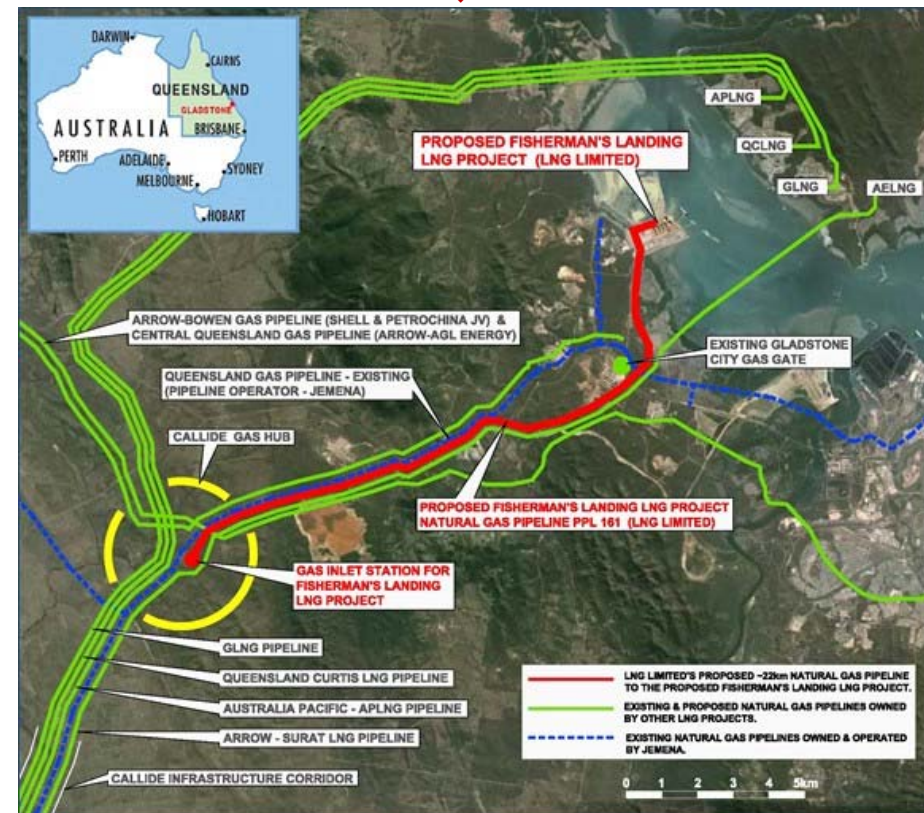 DARWIN
CAIRNS
QUEENSLAND
GLADSTONE
AUSTRALIA
BRISBANE
PERTH
ADELAIDE
SYDNEY
MELBOURNE
HOBART
APLNG
PROPOSED FISHERMAN'S LANDING
LNG PROJECT (LNG LIMITED)
QCLNG
GLNG
AELNG
ARROW-BOWEN GAS PIPELINE (SHELL & PETROCHINA JV) &
CENTRAL QUEENSLAND GAS PIPELINE (ARROW-AGL ENERGY)
EXISTING GLADSTONE
CITY GAS GATE
QUEENSLAND GAS PIPELINE - EXISTING
(PIPELINE OPERATOR - JEMENA)
CALLIDE GAS HUB
PROPOSED FISHERMAN'S LANDING LNG PROJECT
NATURAL GAS PIPELINE PPL 161 (LNG LIMITED)
GAS INLET STATION FOR
FISHERMAN'S LANDING
LNG PROJECT
GLNG PIPELINE
QUEENSLAND CURTIS LNG PIPELINE
AUSTRALIA PACIFIC - APLNG PIPELINE
ARROW - SURAT LNG PIPELINE
CALLIDE INFRASTRUCTURE CORRIDOR
LNG LIMITED'S PROPOSED ~22km NATURAL GAS PIPELINE
TO THE PROPOSED FISHERMAN'S LANDING LNG PROJECT.
EXISTING & PROPOSED NATURAL GAS PIPELINES OWNED
BY OTHER LNG PROJECTS.
EXISTING NATURAL GAS PIPELINES OWNED & OPERATED
BY JEMENA.
0 1 2 3 4 5km